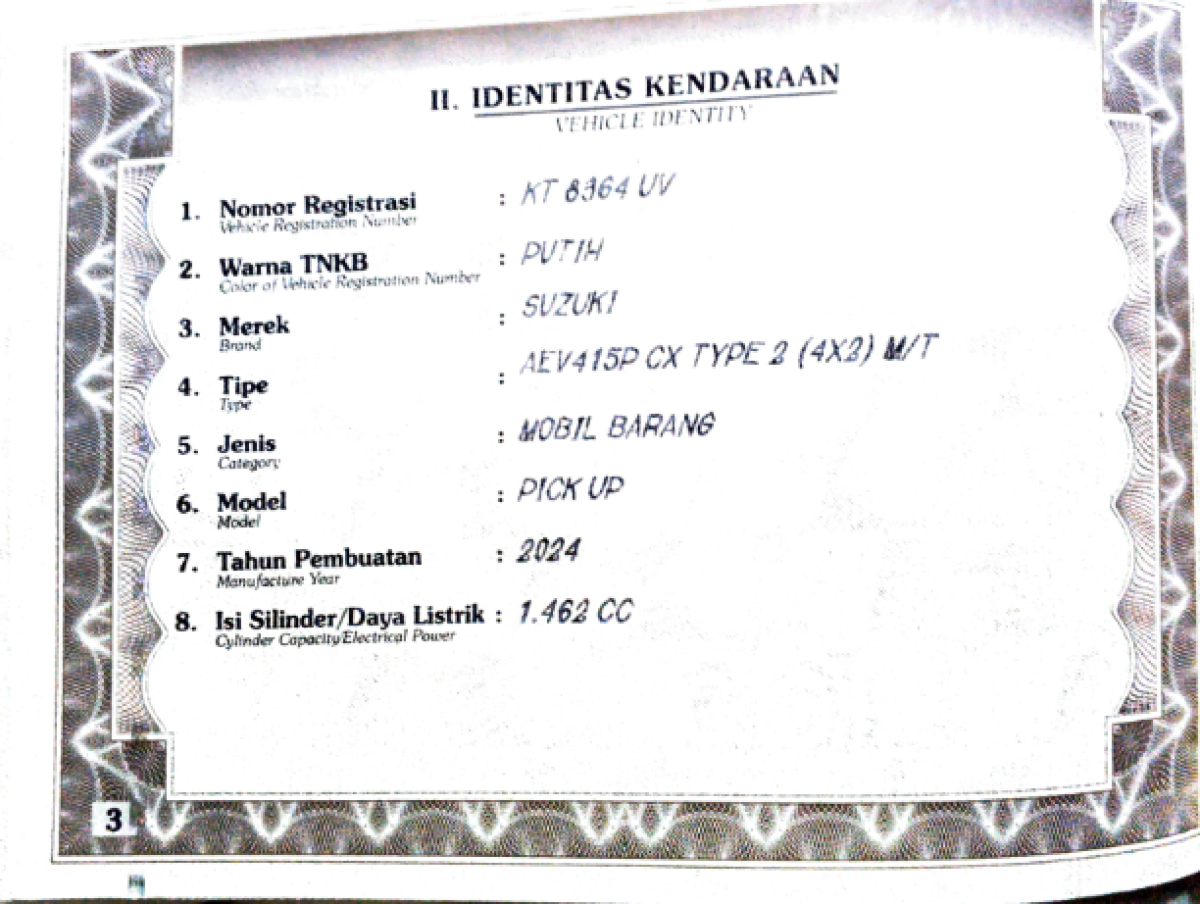 II. IDENTITAS KENDARAAN
VEHICLE IDENTITY
1. Nomor Registrasi : KT 8364 UV
Vehicle Registration Number
2. Warna TNKB : PUTIH
Color of Vehicle Registration Number
3. Merek : SUZUKI
Brand
4. Tipe : AEV415P CX TYPE 2 (4X2) M/T
Type
5. Jenis : MOBIL BARANG
Category
6. Model : PICK UP
Model
7. Tahun Pembuatan : 2024
Manufacture Year
8. Isi Silinder/Daya Listrik : 1.462 CC
Cylinder Capacity/Electrical Power
3